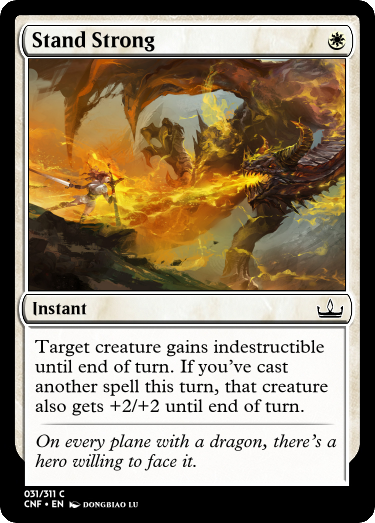 Stand Strong
Instant
Target creature gains indestructible
until end of turn. If you've cast
another spell this turn, that creature
also gets +2/+2 until end of turn.
On every plane with a dragon, there's a
hero willing to face it.
031/311 C
CNF • EN DONGBIAO LU